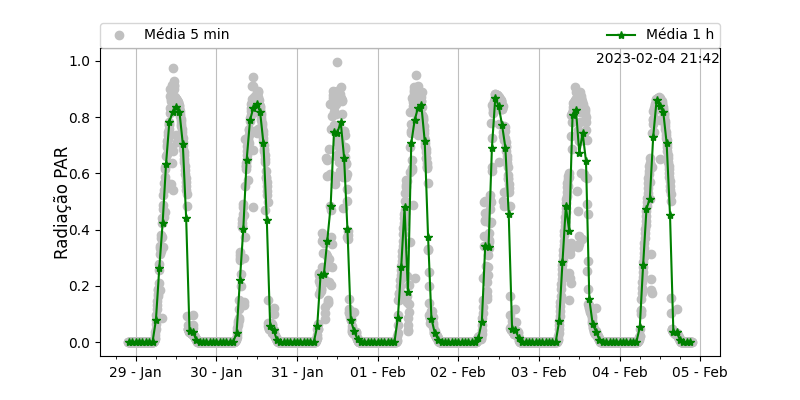 Média 5 min
Média 1 h
2023-02-04 21:42
Radiação PAR
1.0
0.8
0.6
0.4
0.2
0.0
29 - Jan
30 - Jan
31 - Jan
01 - Feb
02 - Feb
03 - Feb
04 - Feb
05 - Feb